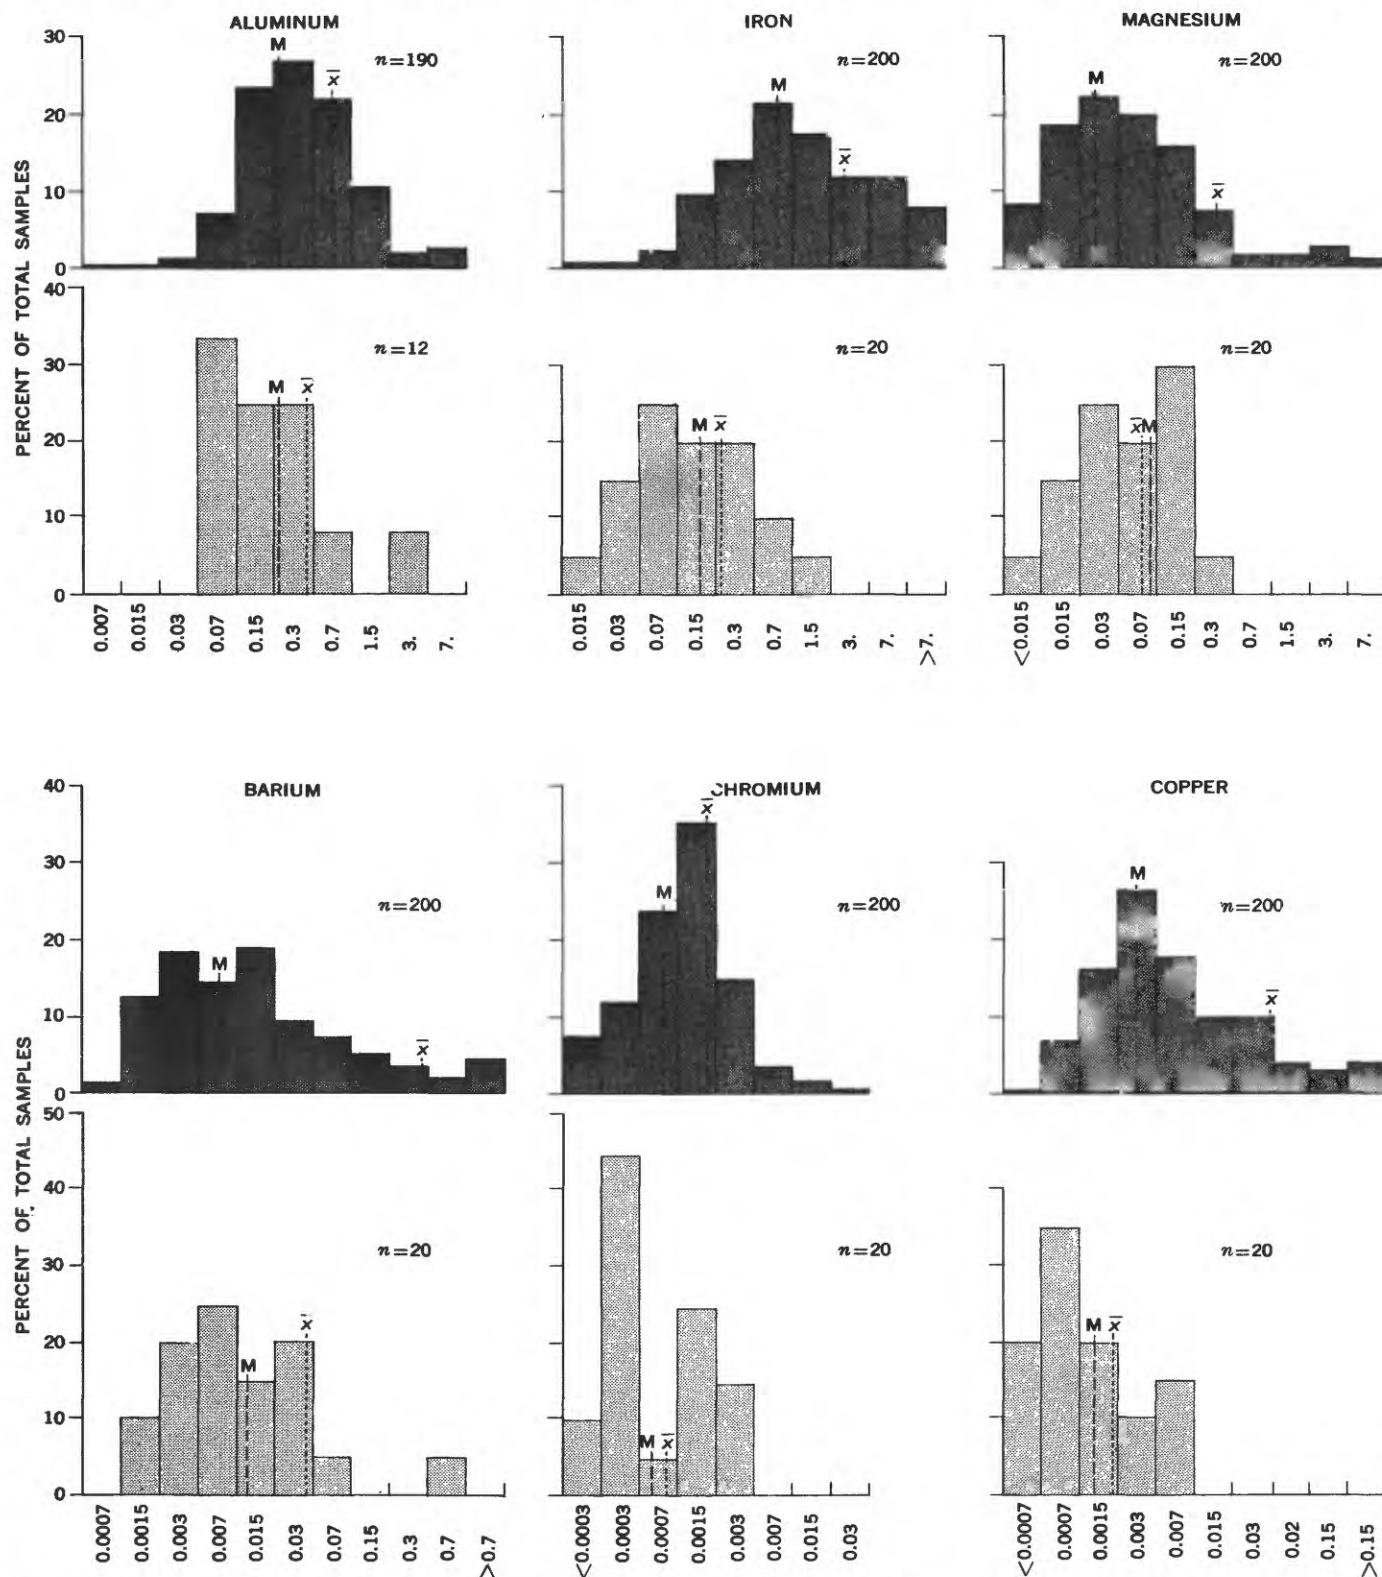 ALUMINUM
IRON
MAGNESIUM
PERCENT OF TOTAL SAMPLES
30
20
10
0
M
x̄
n=190
M
x̄
n=200
M
x̄
n=200
40
30
20
10
0
M
x̄
n=12
M
x̄
n=20
x̄
M
n=20
0.007
0.015
0.03
0.07
0.15
0.3
0.7
1.5
3.
7.
0.015
0.03
0.07
0.15
0.3
0.7
1.5
3.
7.
>7.
<0.015
0.015
0.03
0.07
0.15
0.3
0.7
1.5
3.
7.
BARIUM
CHROMIUM
COPPER
PERCENT OF TOTAL SAMPLES
40
30
20
10
0
M
x̄
n=200
M
x̄
n=200
M
x̄
n=200
50
40
30
20
10
0
M
x̄
n=20
M
x̄
n=20
M
x̄
n=20
0.0007
0.0015
0.003
0.007
0.015
0.03
0.07
0.15
0.3
0.7
>0.7
<0.0003
0.0003
0.0007
0.0015
0.003
0.007
0.015
0.03
<0.0007
0.0007
0.0015
0.003
0.007
0.015
0.03
0.02
0.15
>0.15